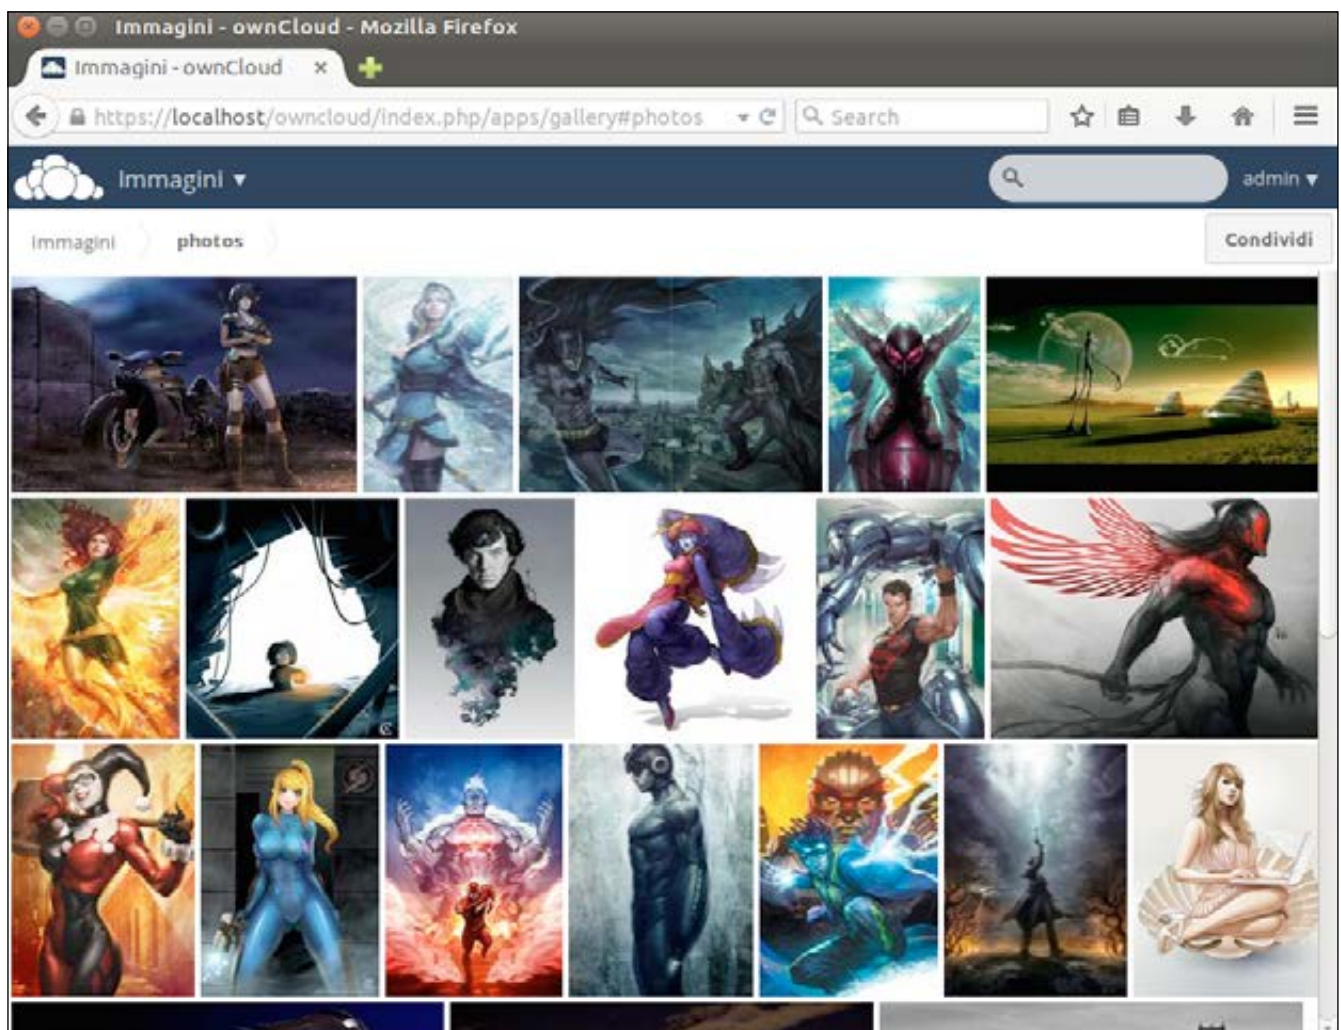 Immagini - ownCloud - Mozilla Firefox
Immagini - ownCloud
https://localhost/owncloud/index.php/apps/gallery#photos
Search
Immagini
admin
Immagini
photos
Condividi